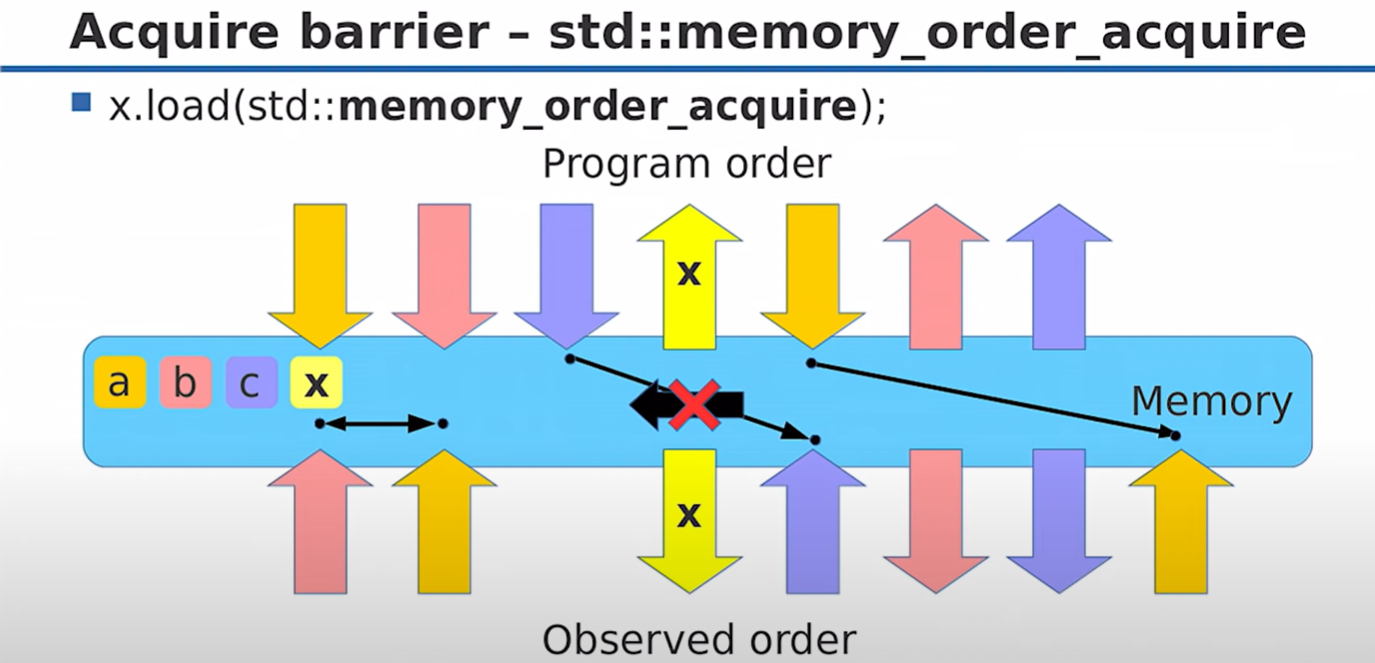 Acquire barrier – std::memory_order_acquire
x.load(std::memory_order_acquire);
Program order
x
a b c x
Memory
x
Observed order